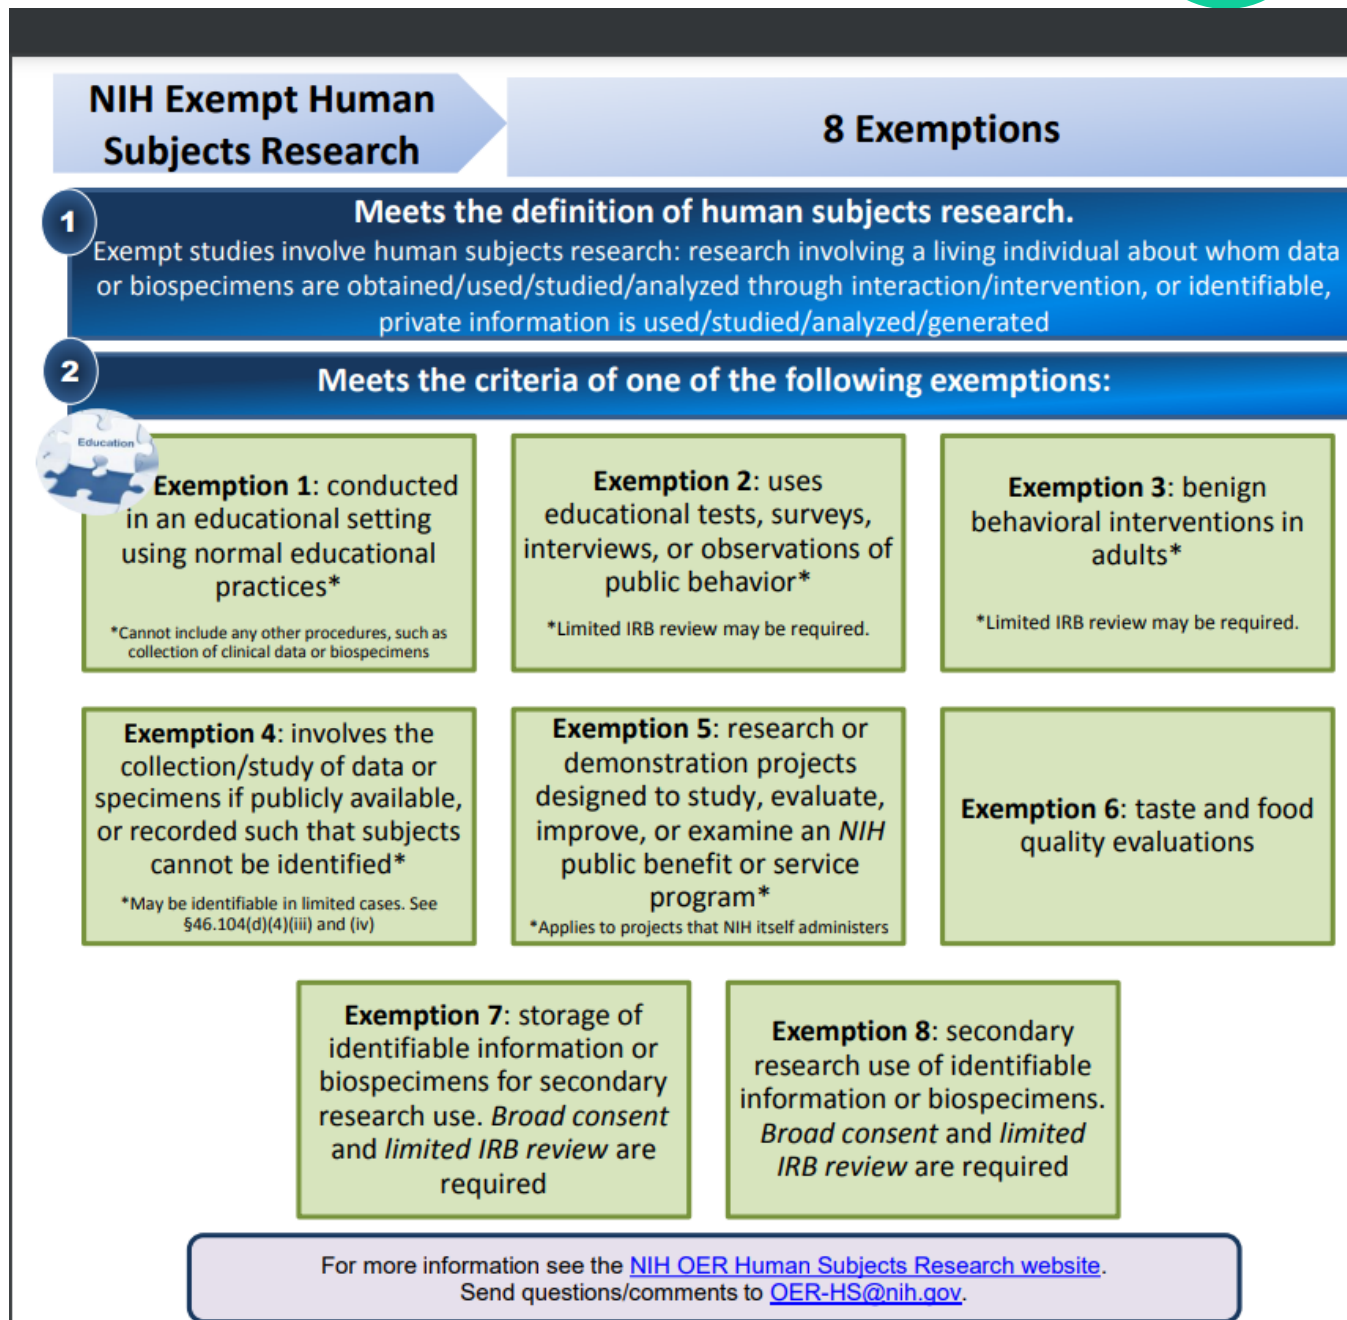 NIH Exempt Human
Subjects Research
8 Exemptions
1
Meets the definition of human subjects research.
Exempt studies involve human subjects research: research involving a living individual about whom data
or biospecimens are obtained/used/studied/analyzed through interaction/intervention, or identifiable,
private information is used/studied/analyzed/generated
2
Meets the criteria of one of the following exemptions:
Education
Exemption 1: conducted
in an educational setting
using normal educational
practices*
*Cannot include any other procedures, such as
collection of clinical data or biospecimens
Exemption 2: uses
educational tests, surveys,
interviews, or observations of
public behavior*
*Limited IRB review may be required.
Exemption 3: benign
behavioral interventions in
adults*
*Limited IRB review may be required.
Exemption 4: involves the
collection/study of data or
specimens if publicly available,
or recorded such that subjects
cannot be identified*
*May be identifiable in limited cases. See
§46.104(d)(4)(iii) and (iv)
Exemption 5: research or
demonstration projects
designed to study, evaluate,
improve, or examine an NIH
public benefit or service
program*
*Applies to projects that NIH itself administers
Exemption 6: taste and food
quality evaluations
Exemption 7: storage of
identifiable information or
biospecimens for secondary
research use. Broad consent
and limited IRB review are
required
Exemption 8: secondary
research use of identifiable
information or biospecimens.
Broad consent and limited
IRB review are required
For more information see the NIH OER Human Subjects Research website.
Send questions/comments to OER-HS@nih.gov.